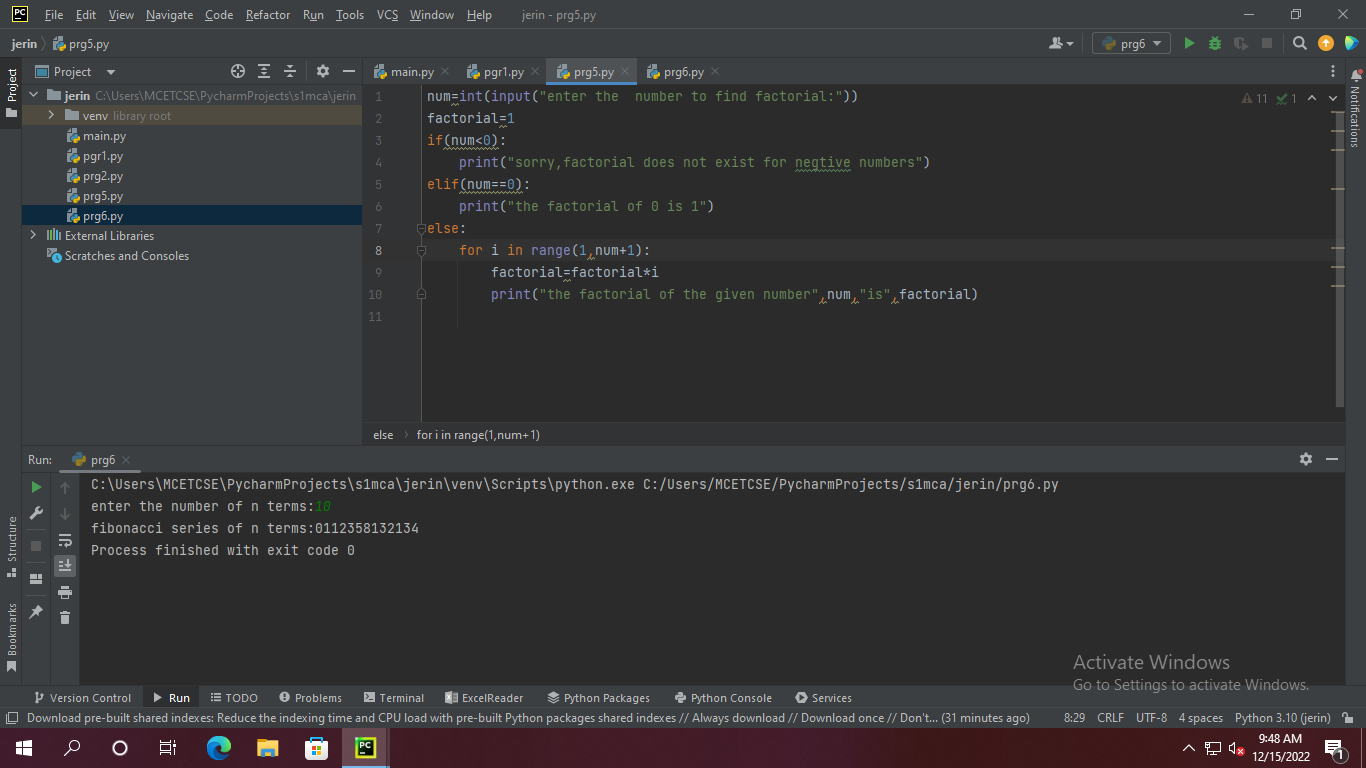 PC File Edit View Navigate Code Refactor Run Tools VCS Window Help jerin - prg5.py
jerin prg5.py prg6
Project
Project
main.py pgr1.py prg5.py prg6.py
Notifications
jerin C:\Users\MCETCSE\PycharmProjects\s1mca\jerin
venv library root
main.py
pgr1.py
prg2.py
prg5.py
prg6.py
External Libraries
Scratches and Consoles
11 1
1 num=int(input("enter the  number to find factorial:"))
2 factorial=1
3 if(num<0):
4 print("sorry,factorial does not exist for negtive numbers")
5 elif(num==0):
6 print("the factorial of 0 is 1")
7 else:
8 for i in range(1,num+1):
9 factorial=factorial*i
10 print("the factorial of the given number",num,"is",factorial)
11
else for i in range(1,num+1)
Run: prg6
C:\Users\MCETCSE\PycharmProjects\s1mca\jerin\venv\Scripts\python.exe C:/Users/MCETCSE/PycharmProjects/s1mca/jerin/prg6.py
enter the number of n terms:10
fibonacci series of n terms:0112358132134
Process finished with exit code 0
Structure
Bookmarks
Activate Windows
Go to Settings to activate Windows.
Version Control Run TODO Problems Terminal ExcelReader Python Packages Python Console Services
Download pre-built shared indexes: Reduce the indexing time and CPU load with pre-built Python packages shared indexes // Always download // Download once // Don't... (31 minutes ago) 8:29 CRLF UTF-8 4 spaces Python 3.10 (jerin)
PC
9:48 AM
12/15/2022
1